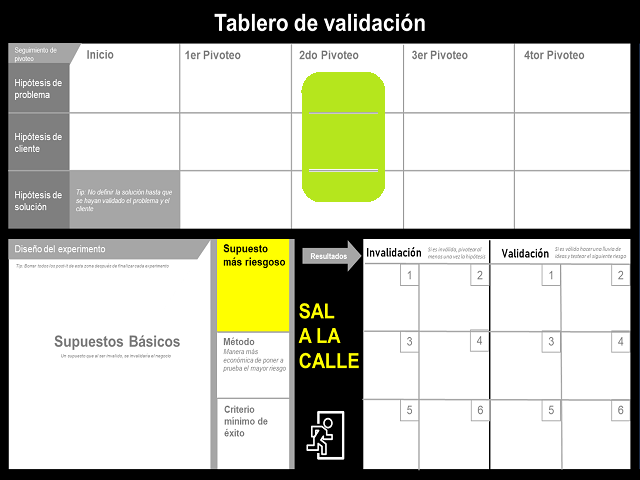 Tablero de validación
Seguimiento de
pivoteo
Inicio
1er Pivoteo
2do Pivoteo
3er Pivoteo
4tor Pivoteo
Hipótesis de
problema
Hipótesis de
cliente
Hipótesis de
solución
Tip: No definir la solución hasta que
se hayan validado el problema y el
cliente
Diseño del experimento
Tip: Borrar todos los post-it de esta zona después de finalizar cada experimento
Supuestos Básicos
Un supuesto que al ser invalido, se invalidaría el negocio
Supuesto
más riesgoso
Método
Manera más
económica de poner a
prueba el mayor riesgo
Criterio
mínimo de
éxito
Resultados
SAL
A LA
CALLE
Invalidación
Si es inválido, pivotear al
menos una vez la hipótesis
Validación
Si es valido hacer una lluvia de
ideas y testear el siguiente riesgo
1
2
1
2
3
4
3
4
5
6
5
6